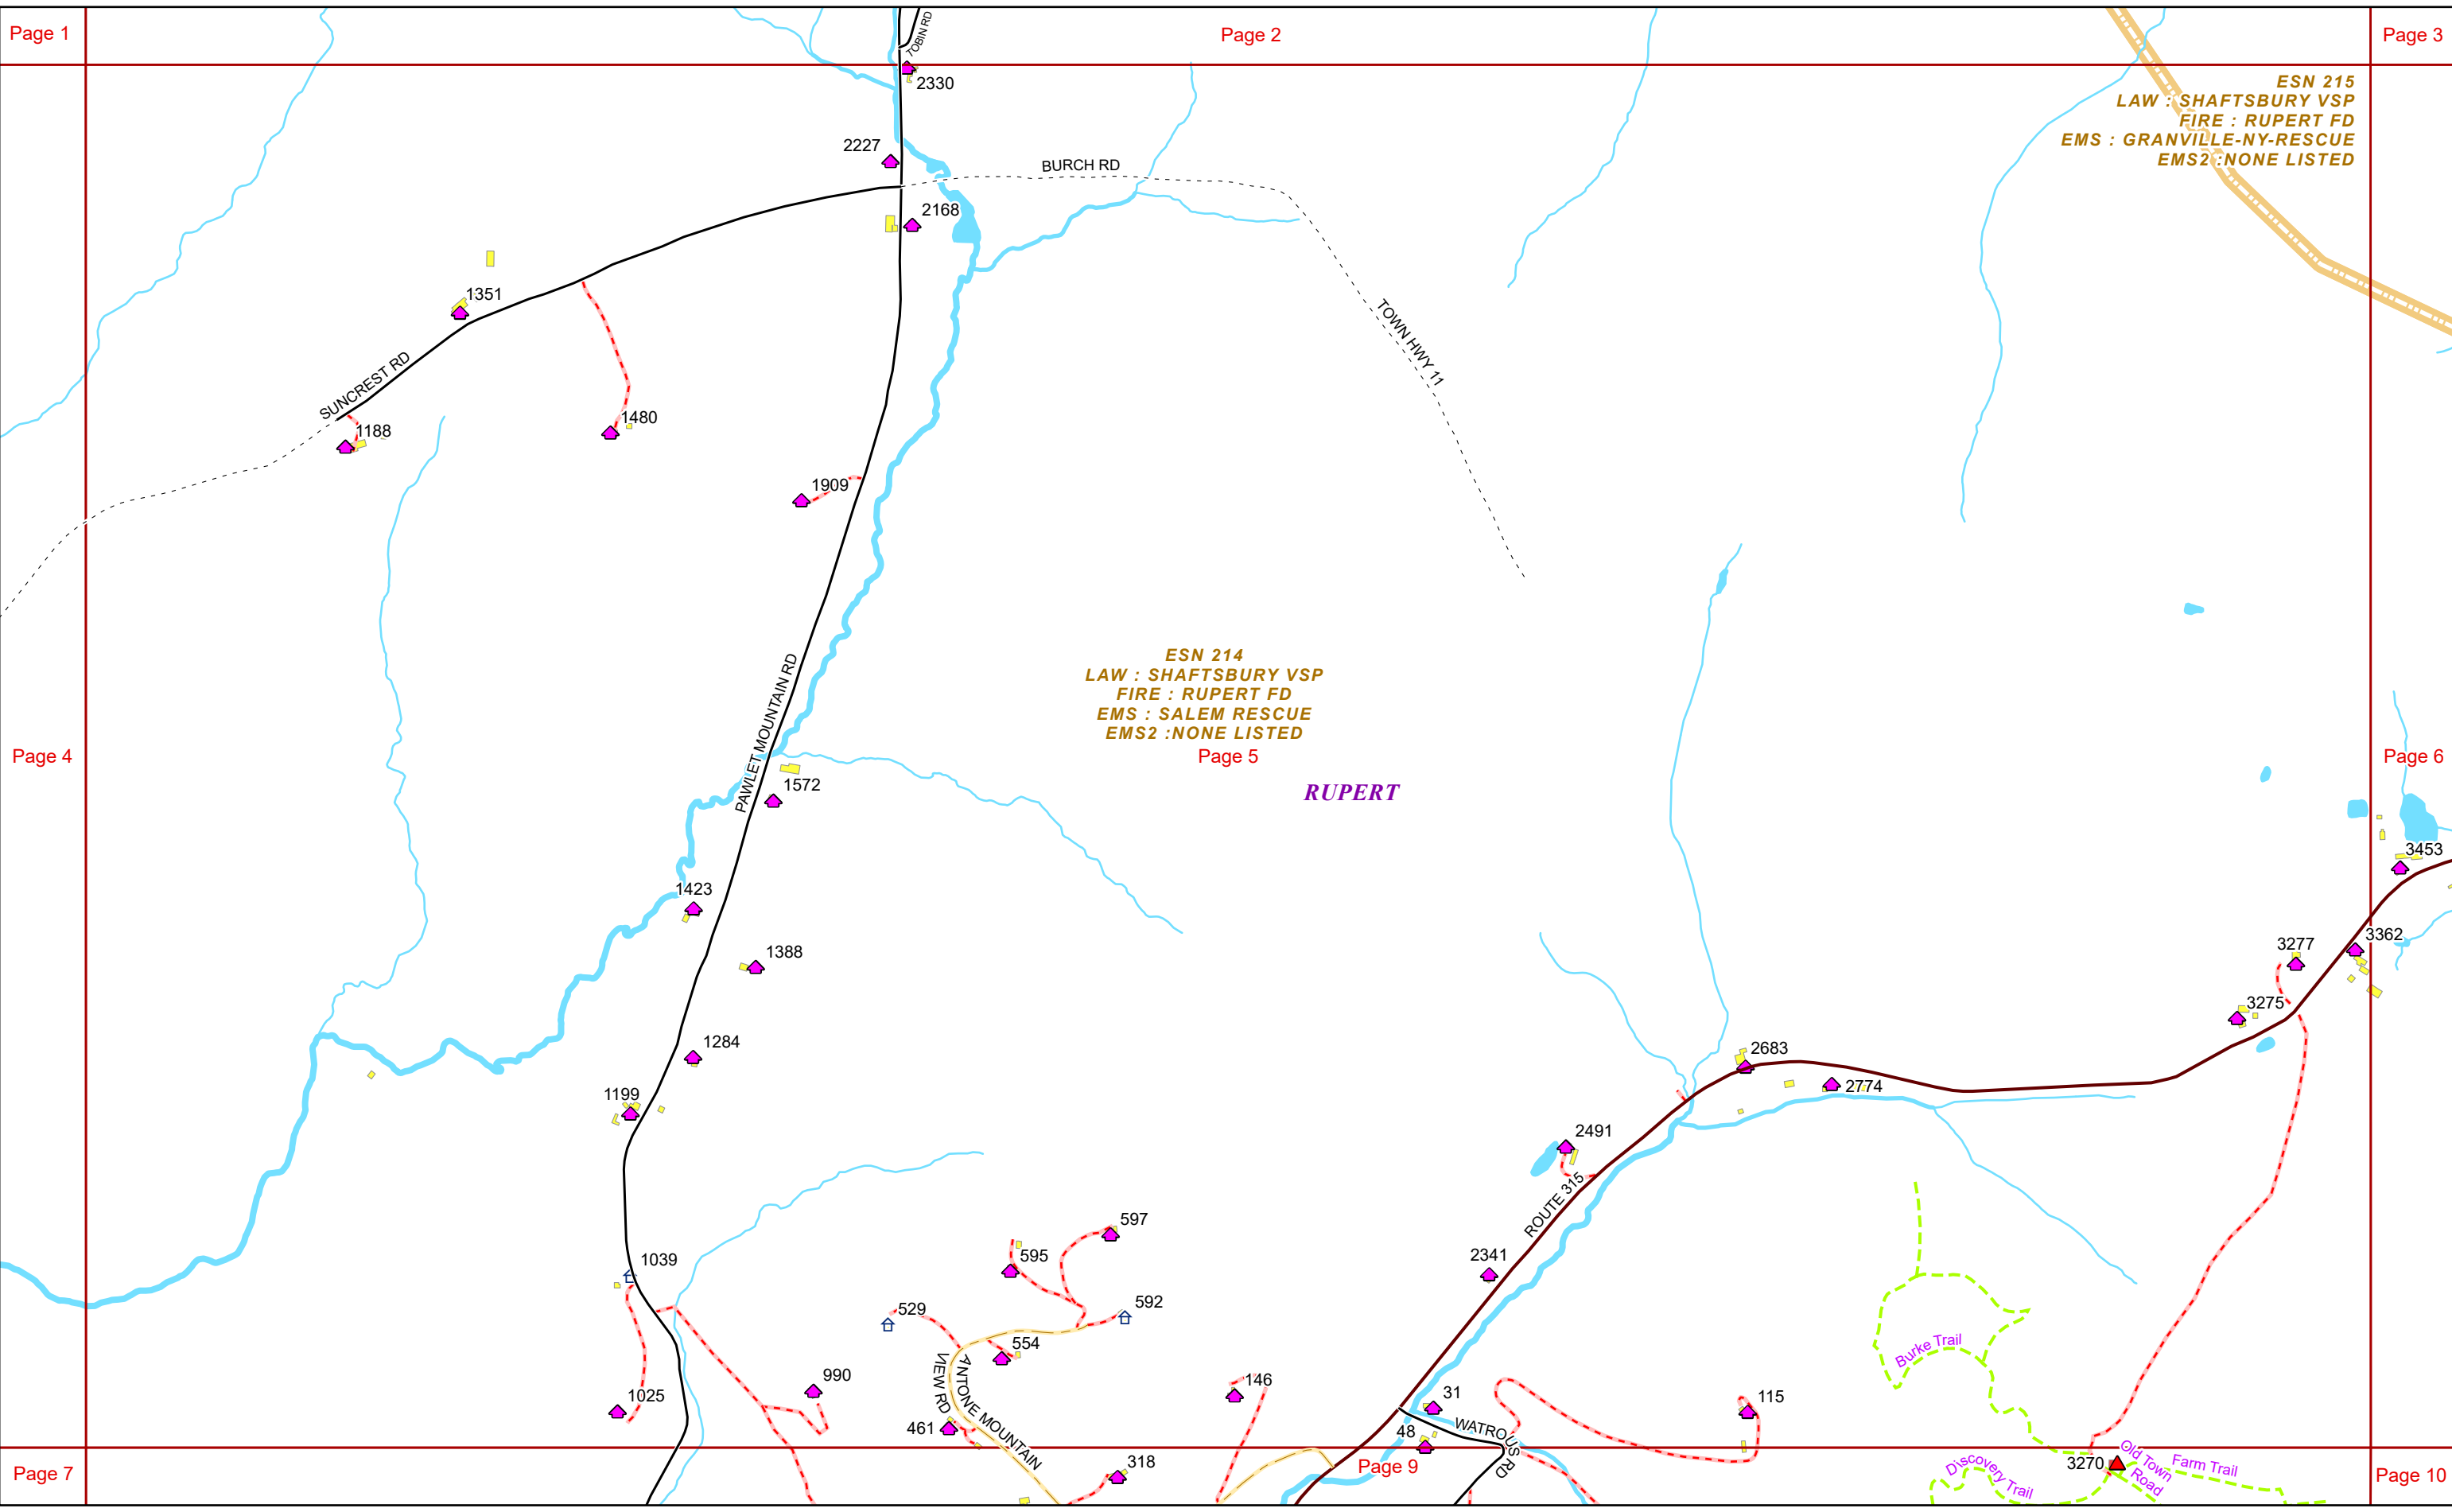 Page 1
Page 2
Page 3
TOBIN RD
2330
ESN 215
LAW : SHAFTSBURY VSP
FIRE : RUPERT FD
EMS : GRANVILLE-NY-RESCUE
EMS2 :NONE LISTED
2227
BURCH RD
2168
1351
TOWN HWY 11
SUNCREST RD
1480
1188
1909
ESN 214
LAW : SHAFTSBURY VSP
FIRE : RUPERT FD
EMS : SALEM RESCUE
EMS2 :NONE LISTED
PAWLET MOUNTAIN RD
Page 4
Page 5
Page 6
1572
RUPERT
3453
1423
3362
3277
1388
3275
1284
2683
2774
1199
2491
ROUTE 315
597
595
1039
2341
592
529
554
Burke Trail
990
146
1025
31
115
ANTONE MOUNTAIN
VIEW RD
461
48
WATROUS RD
318
Page 7
Page 9
Discovery Trail
3270
Old Town
Road
Farm Trail
Page 10